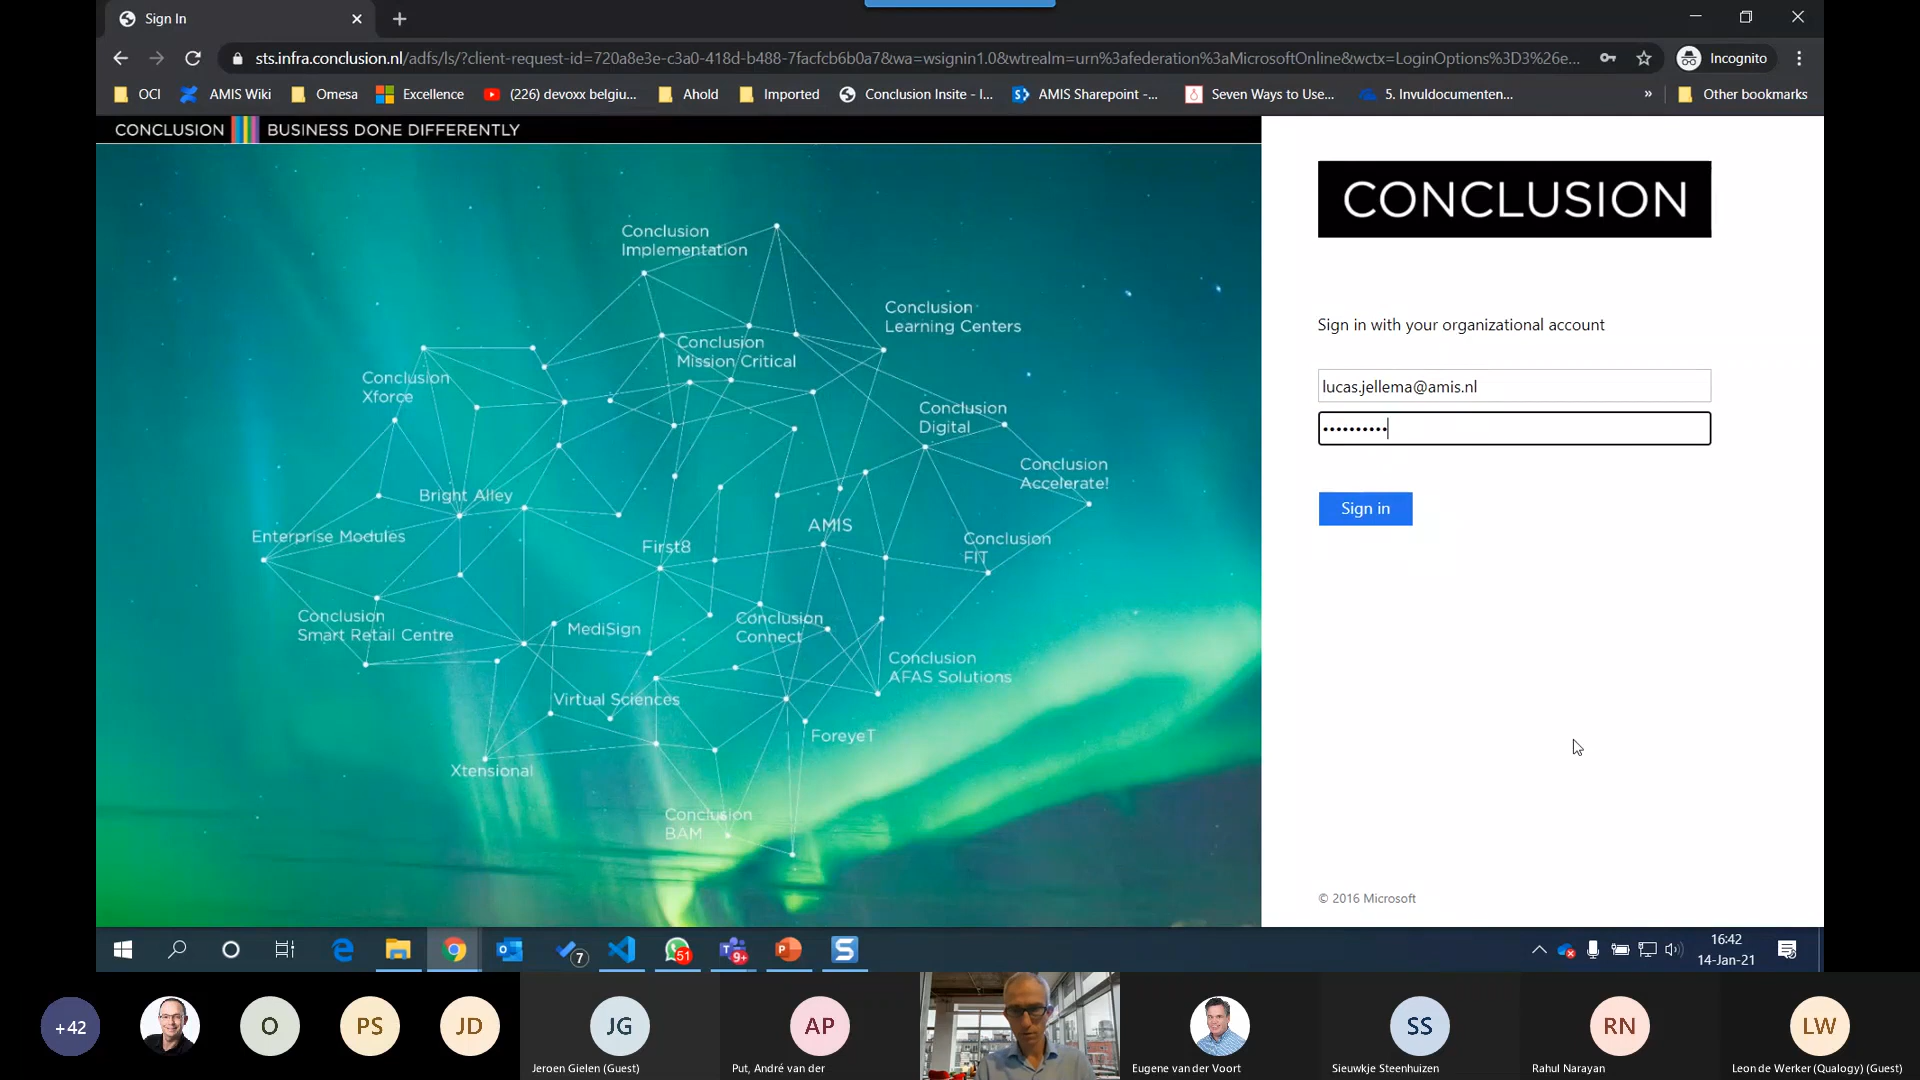 Sign In
sts.infra.conclusion.nl/adfs/ls/?client-request-id=720a8e3e-c3a0-418d-b488-7facfcb6b0a7&wa=wsignin1.0&wtrealm=urn%3afederation%3aMicrosoftOnline&wctx=LoginOptions%3D3%26e...
Incognito
OCI
AMIS Wiki
Omesa
Excellence
(226) devoxx belgiu...
Ahold
Imported
Conclusion Insite - I...
AMIS Sharepoint -...
Seven Ways to Use...
5. Invuldocumenten...
»
Other bookmarks
CONCLUSION BUSINESS DONE DIFFERENTLY
Conclusion
Implementation
Conclusion
Learning Centers
Conclusion
Mission Critical
Conclusion
Xforce
Conclusion
Digital
Conclusion
Accelerate!
Bright Alley
Enterprise Modules
AMIS
First8
Conclusion
FIT
Conclusion
Smart Retail Centre
MediSign
Conclusion
Connect
Conclusion
AFAS Solutions
Virtual Sciences
ForeyeT
Xtensional
Conclusion
BAM
CONCLUSION
Sign in with your organizational account
lucas.jellema@amis.nl
••••••••••
Sign in
© 2016 Microsoft
7
51
9+
16:42
14-Jan-21
+42
O
PS
JD
JG
Jeroen Gielen (Guest)
AP
Put, André van der
Eugene van der Voort
SS
Sieuwkje Steenhuizen
RN
Rahul Narayan
LW
Leon de Werker (Qualogy) (Guest)